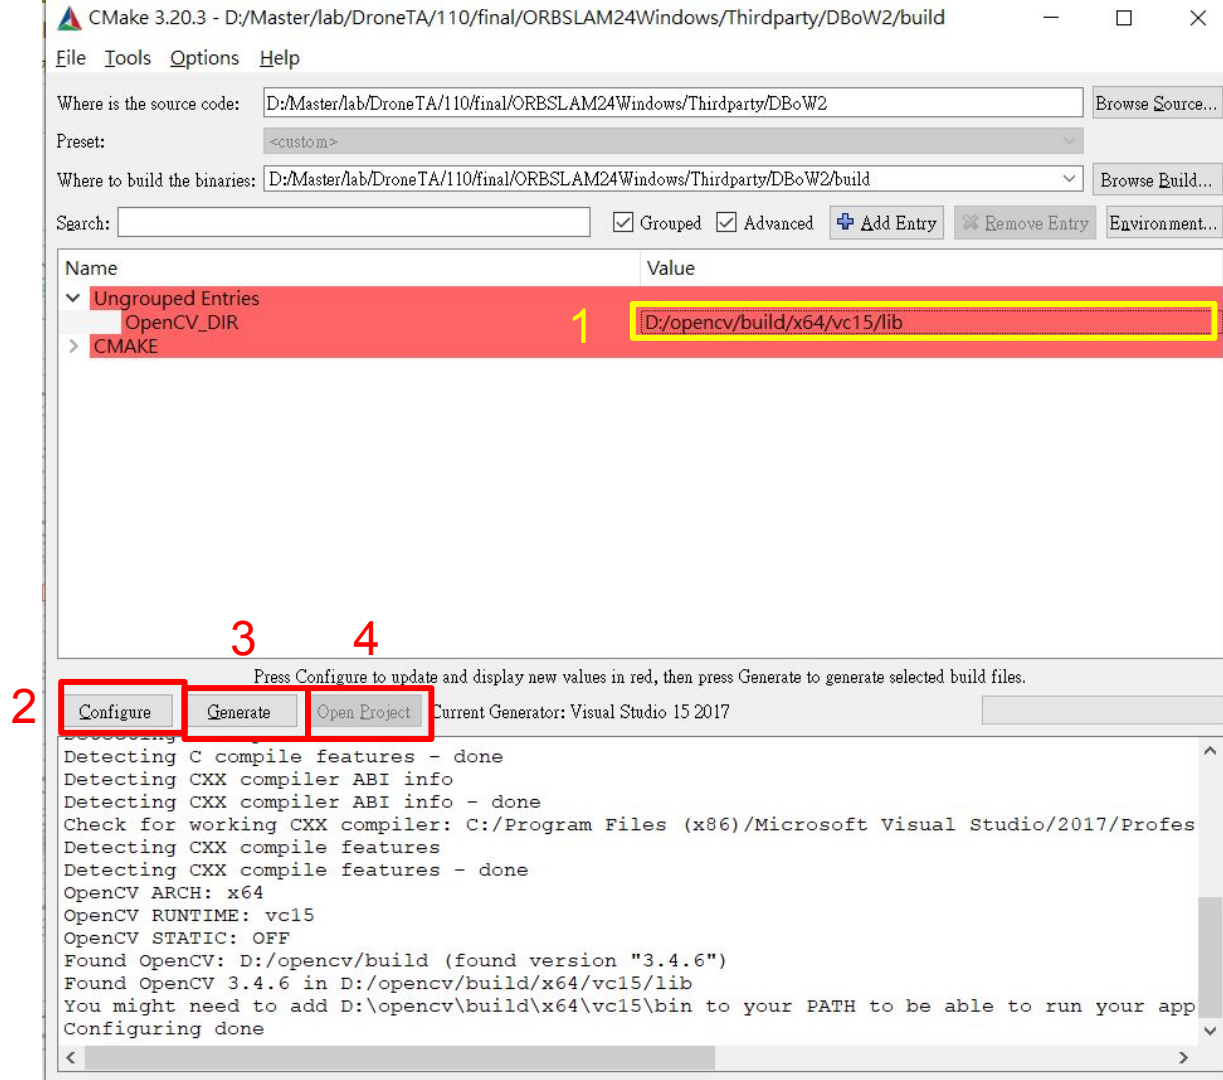 CMake 3.20.3 - D:/Master/lab/DroneTA/110/final/ORBSLAM24Windows/Thirdparty/DBoW2/build
File Tools Options Help
Where is the source code: D:/Master/lab/DroneTA/110/final/ORBSLAM24Windows/Thirdparty/DBoW2 Browse Source...
Preset: <custom>
Where to build the binaries: D:/Master/lab/DroneTA/110/final/ORBSLAM24Windows/Thirdparty/DBoW2/build Browse Build...
Search: Grouped Advanced Add Entry Remove Entry Environment...
Name Value
Ungrouped Entries
OpenCV_DIR 1 D:/opencv/build/x64/vc15/lib
CMAKE
3 4
Press Configure to update and display new values in red, then press Generate to generate selected build files.
2 Configure Generate Open Project Current Generator: Visual Studio 15 2017
Detecting C compile features - done
Detecting CXX compiler ABI info
Detecting CXX compiler ABI info - done
Check for working CXX compiler: C:/Program Files (x86)/Microsoft Visual Studio/2017/Profes
Detecting CXX compile features
Detecting CXX compile features - done
OpenCV ARCH: x64
OpenCV RUNTIME: vc15
OpenCV STATIC: OFF
Found OpenCV: D:/opencv/build (found version "3.4.6")
Found OpenCV 3.4.6 in D:/opencv/build/x64/vc15/lib
You might need to add D:\opencv\build\x64\vc15\bin to your PATH to be able to run your app
Configuring done